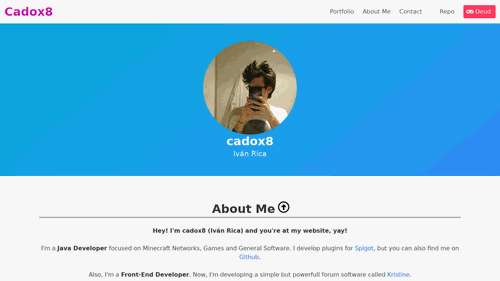 Cadox8
Portfolio About Me Contact Repo Deud
cadox8
Iván Rica
About Me
Hey! I'm cadox8 (Iván Rica) and you're at my website, yay!
I'm a Java Developer focused on Minecraft Networks, Games and General Software. I develop plugins for Spigot, but you can also find me on
Github.
Also, I'm a Front-End Developer. Now, I'm developing a simple but powerfull forum software called Kristine.